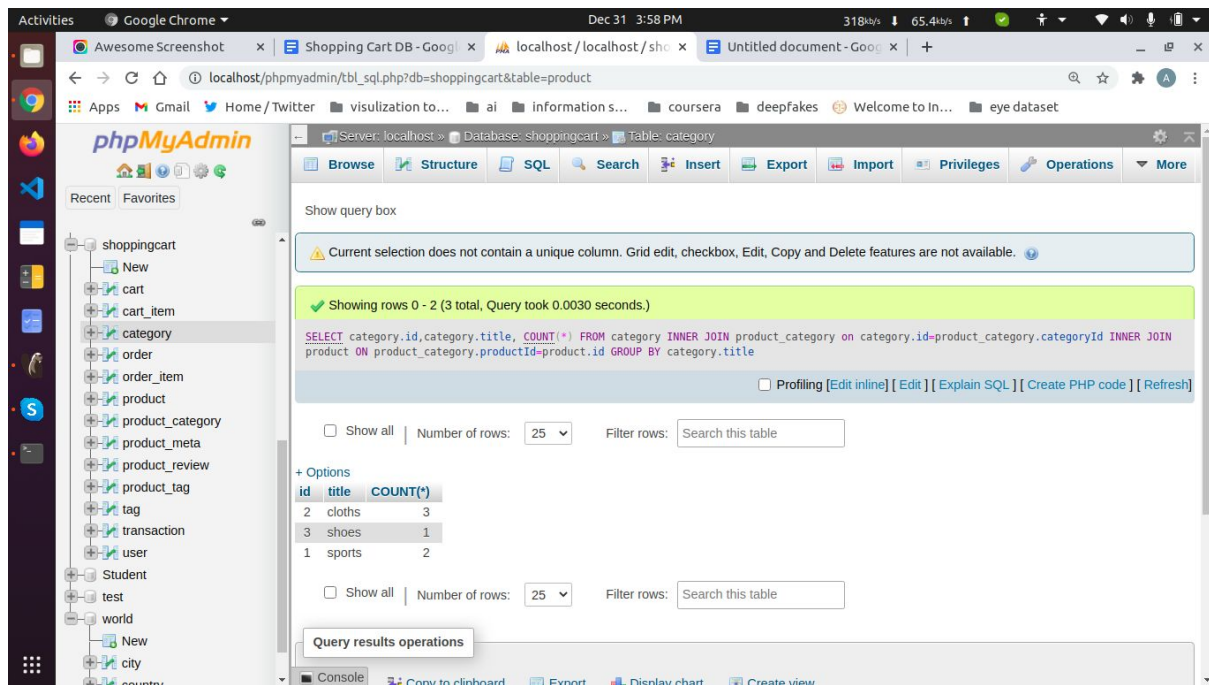 Activities Google Chrome Dec 31 3:58 PM 318kb/s 65.4kb/s
Awesome Screenshot × Shopping Cart DB - Googl × localhost / localhost / sho × Untitled document - Goog × +
localhost/phpmyadmin/tbl_sql.php?db=shoppingcart&table=product A
Apps Gmail Home / Twitter visulization to... ai information s... coursera deepfakes Welcome to In... eye dataset
phpMyAdmin
Recent Favorites
shoppingcart
New
cart
cart_item
category
order
order_item
product
product_category
product_meta
product_review
product_tag
tag
transaction
user
Student
test
world
New
city
country
Server: localhost » Database: shoppingcart » Table: category
Browse Structure SQL Search Insert Export Import Privileges Operations More
Show query box
Current selection does not contain a unique column. Grid edit, checkbox, Edit, Copy and Delete features are not available.
Showing rows 0 - 2 (3 total, Query took 0.0030 seconds.)
SELECT category.id,category.title, COUNT(*) FROM category INNER JOIN product_category on category.id=product_category.categoryId INNER JOIN
product ON product_category.productId=product.id GROUP BY category.title
Profiling [Edit inline] [ Edit ] [ Explain SQL ] [ Create PHP code ] [ Refresh]
Show all | Number of rows: 25 Filter rows: Search this table
+ Options
id title COUNT(*)
2 cloths 3
3 shoes 1
1 sports 2
Show all | Number of rows: 25 Filter rows: Search this table
Query results operations
Console Copy to clipboard Export Display chart Create view